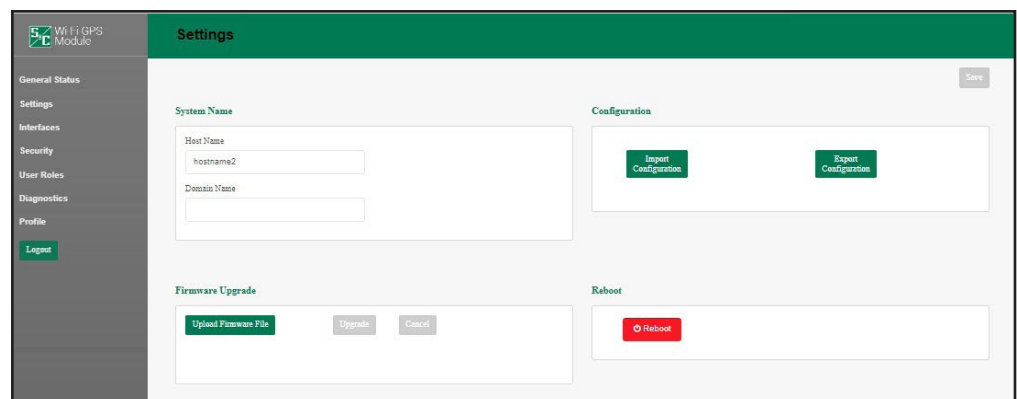 S&C Wi Fi GPS
Module
Settings
General Status
Settings
Interfaces
Security
User Roles
Diagnostics
Profile
Logout
Save
System Name
Host Name
hostname2
Domain Name
Configuration
Import
Configuration
Export
Configuration
Firmware Upgrade
Upload Firmware File
Upgrade
Cancel
Reboot
Reboot